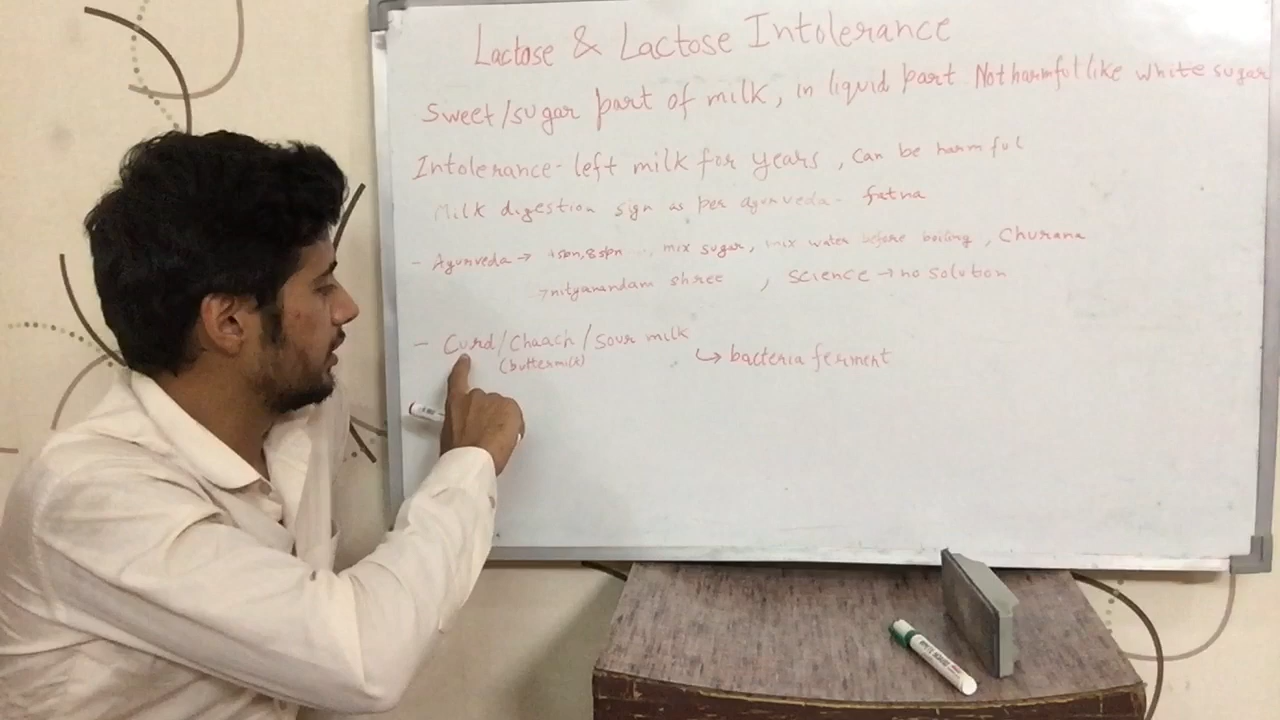 Lactose & Lactose Intolerance
Sweet/sugar part of milk, in liquid part Not harmful like white sugar
Intolerance - left milk for years, can be harmful
Milk digestion sign as per ayurveda - fatna
- Ayurveda → mix sugar, mix water before boiling, Churana
→ nityanandam shree , science → no solution
- Curd/Chaach/Sour milk
(buttermilk)
↳ bacteria ferment